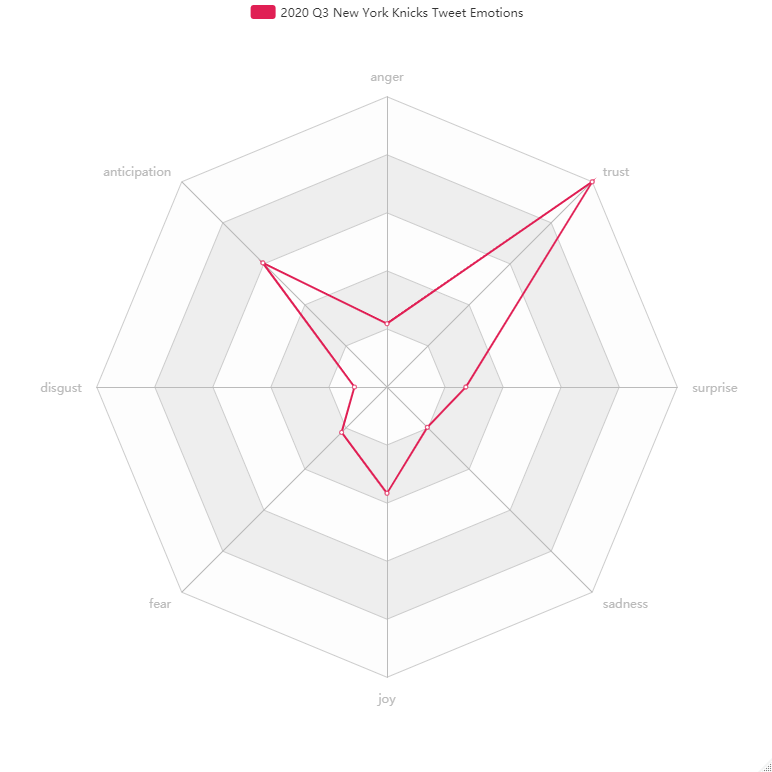 2020 Q3 New York Knicks Tweet Emotions
anger
anticipation
trust
disgust
surprise
fear
sadness
joy